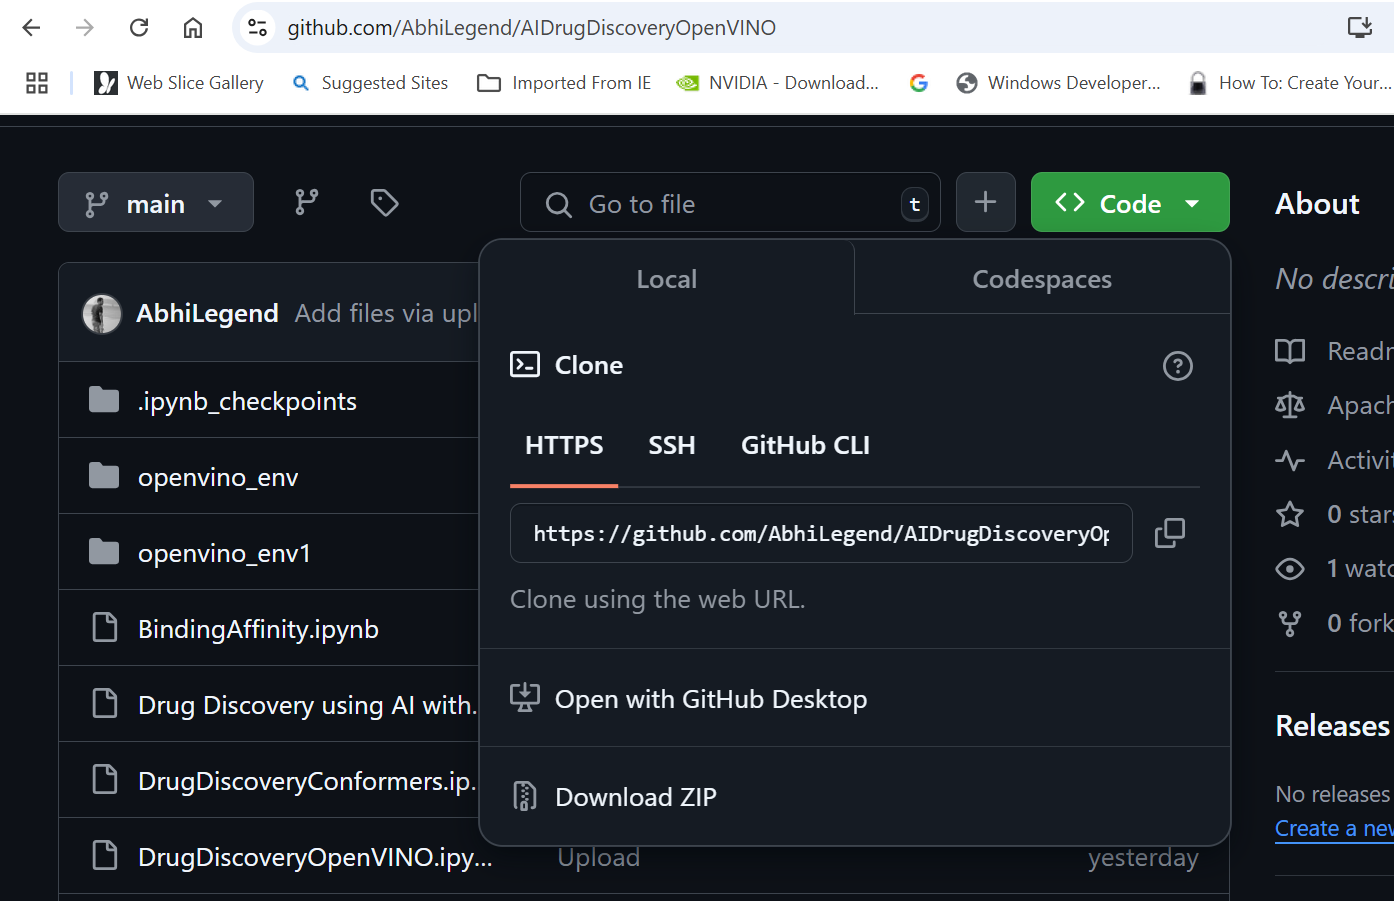 github.com/AbhiLegend/AIDrugDiscoveryOpenVINO
Web Slice Gallery
Suggested Sites
Imported From IE
NVIDIA - Download...
Windows Developer...
How To: Create Your...
main
Go to file
t
Code
About
Local
Codespaces
No descri
AbhiLegend Add files via upl
Clone
Readm
.ipynb_checkpoints
Apach
HTTPS
SSH
GitHub CLI
Activit
openvino_env
https://github.com/AbhiLegend/AIDrugDiscoveryOp
0 stars
openvino_env1
1 watc
Clone using the web URL.
BindingAffinity.ipynb
0 fork
Drug Discovery using AI with...
Open with GitHub Desktop
Releases
DrugDiscoveryConformers.ip...
Download ZIP
No releases
Create a new
DrugDiscoveryOpenVINO.ipy...
Upload
yesterday